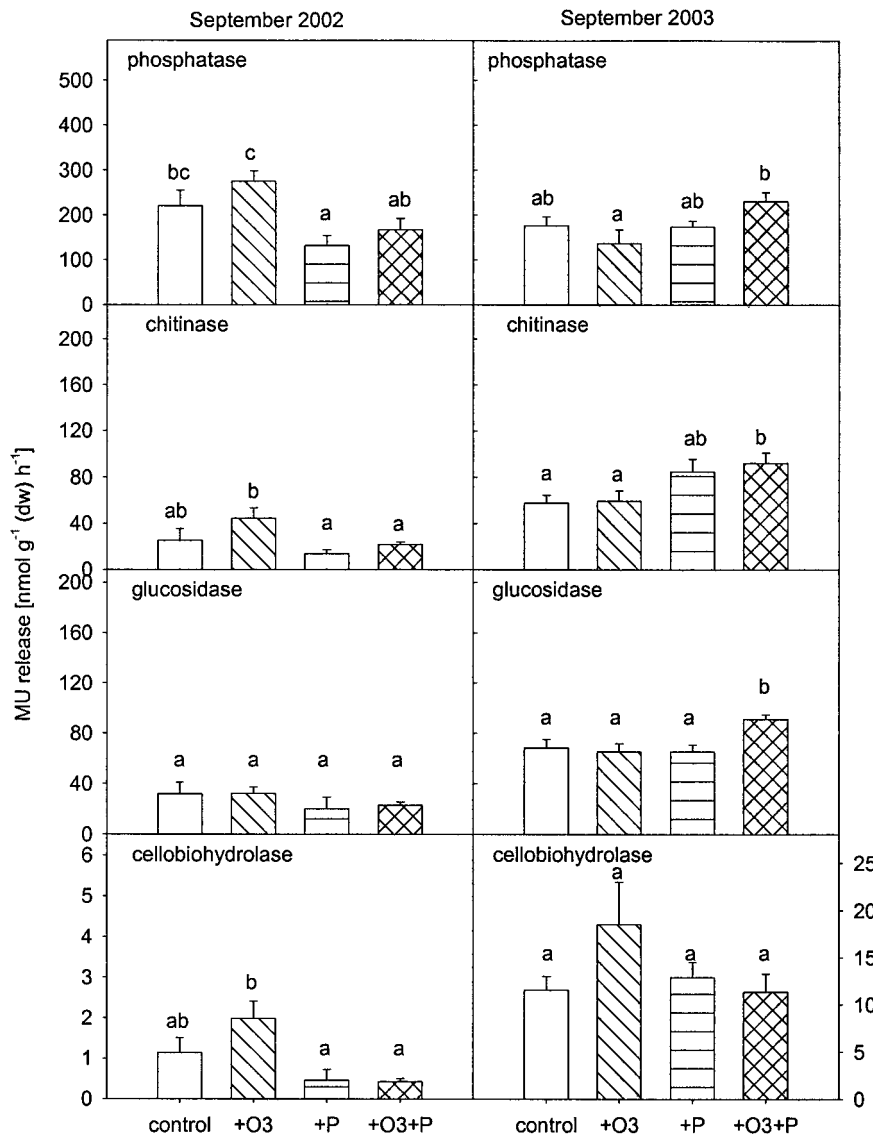 September 2002
September 2003
MU release [nmol g⁻¹ (dw) h⁻¹]
phosphatase
500
400
300
200
100
0
bc
c
a
ab
phosphatase
ab
a
ab
b
chitinase
200
160
120
80
40
0
ab
b
a
a
chitinase
a
a
ab
b
glucosidase
200
160
120
80
40
0
a
a
a
a
glucosidase
a
a
a
b
cellobiohydrolase
6
5
4
3
2
1
0
ab
b
a
a
cellobiohydrolase
a
a
a
a
25
20
15
10
5
0
control +O3 +P +O3+P
control +O3 +P +O3+P